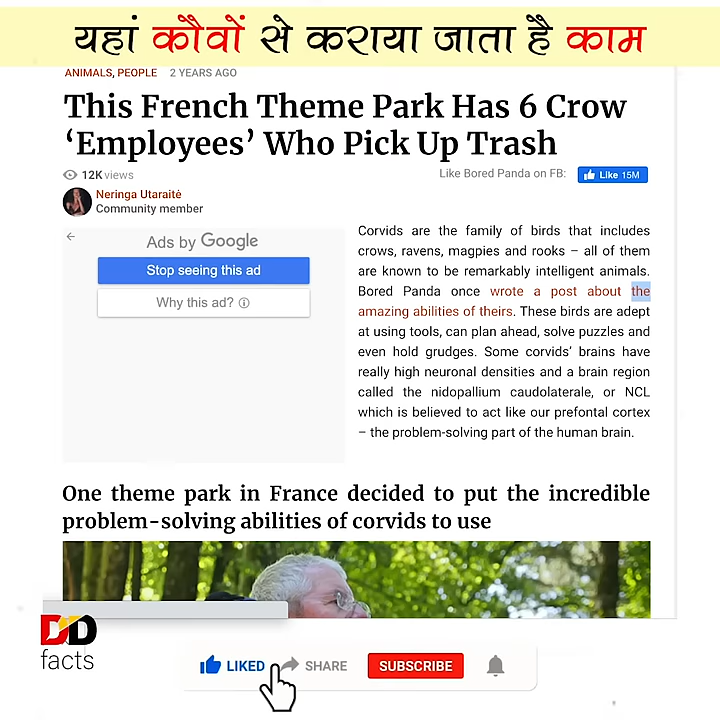 यहां कौवों से कराया जाता है काम
ANIMALS, PEOPLE 2 YEARS AGO
This French Theme Park Has 6 Crow
‘Employees’ Who Pick Up Trash
12K views
Like Bored Panda on FB: Like 15M
Neringa Utaraitė
Community member
Ads by Google
Stop seeing this ad
Why this ad?
Corvids are the family of birds that includes
crows, ravens, magpies and rooks – all of them
are known to be remarkably intelligent animals.
Bored Panda once wrote a post about the
amazing abilities of theirs. These birds are adept
at using tools, can plan ahead, solve puzzles and
even hold grudges. Some corvids’ brains have
really high neuronal densities and a brain region
called the nidopallium caudolaterale, or NCL
which is believed to act like our prefontal cortex
– the problem-solving part of the human brain.
One theme park in France decided to put the incredible
problem-solving abilities of corvids to use
DD
facts
LIKED SHARE SUBSCRIBE